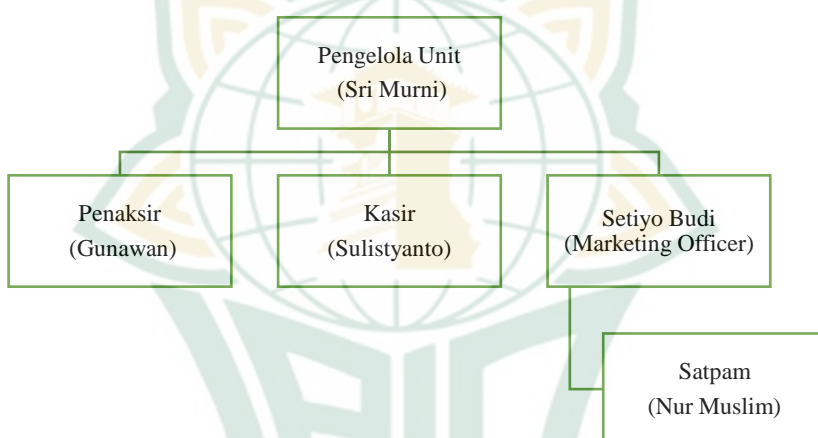 Pengelola Unit
(Sri Murni)
Penaksir
(Gunawan)
Kasir
(Sulistyanto)
Setiyo Budi
(Marketing Officer)
Satpam
(Nur Muslim)